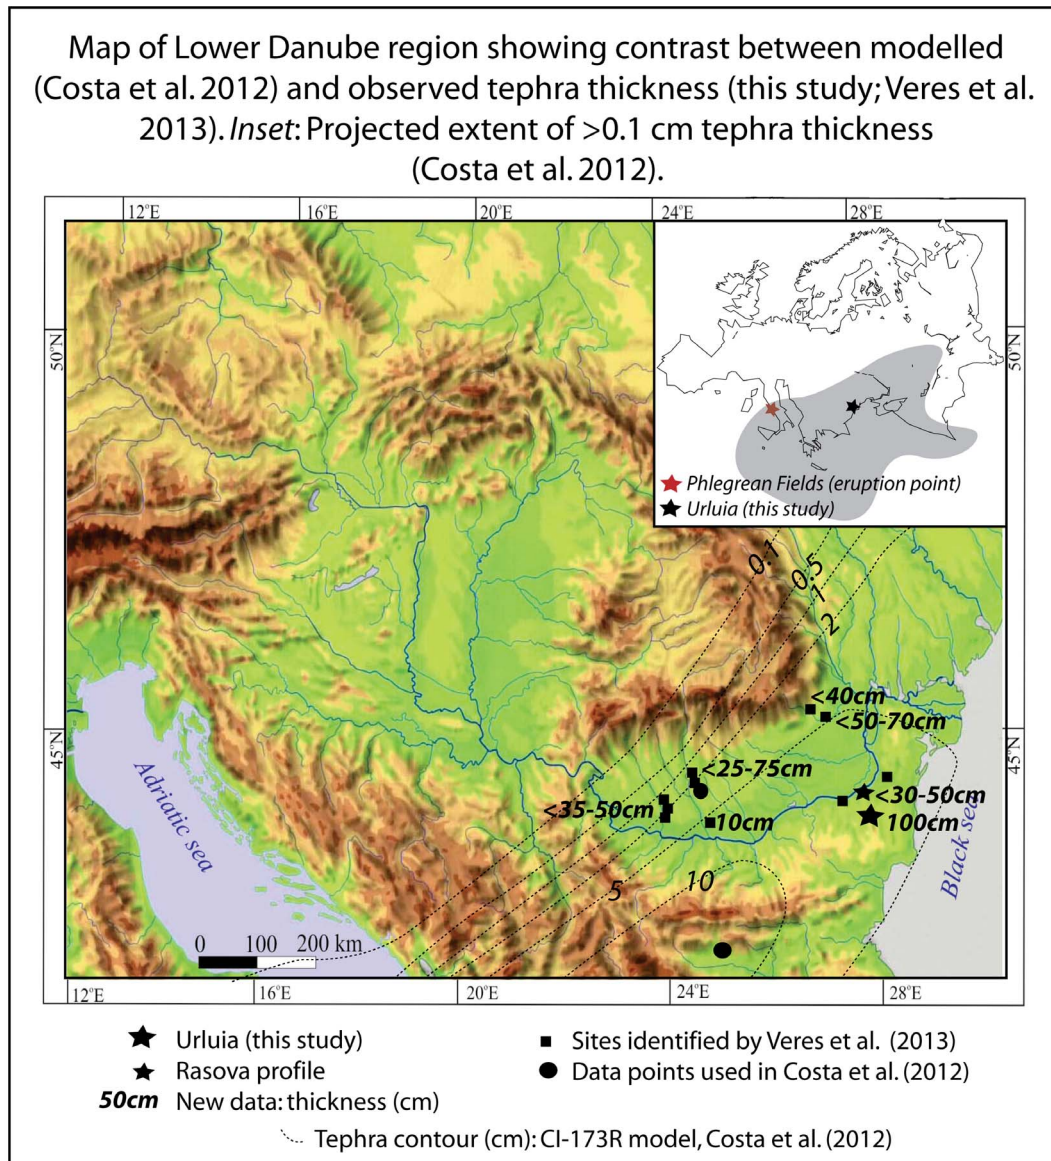 Map of Lower Danube region showing contrast between modelled
(Costa et al. 2012) and observed tephra thickness (this study; Veres et al.
2013). Inset: Projected extent of >0.1 cm tephra thickness
(Costa et al. 2012).
12°E 16°E 20°E 24°E 28°E
50°N
50°N
Phlegrean Fields (eruption point)
Urluia (this study)
0.1
0.5
1
2
<40cm
<50-70cm
45°N
45°N
<25-75cm
<35-50cm
10cm
<30-50cm
100cm
Adriatic sea
Black sea
5
10
0 100 200 km
12°E 16°E 20°E 24°E 28°E
Urluia (this study)
Rasova profile
50cm New data: thickness (cm)
Sites identified by Veres et al. (2013)
Data points used in Costa et al. (2012)
Tephra contour (cm): CI-173R model, Costa et al. (2012)